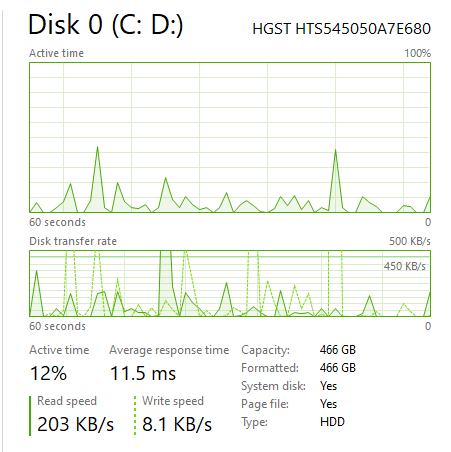 Disk 0 (C: D:) HGST HTS545050A7E680
Active time 100%
60 seconds 0
Disk transfer rate 500 KB/s
450 KB/s
60 seconds 0
Active time Average response time
12% 11.5 ms
Read speed Write speed
203 KB/s 8.1 KB/s
Capacity: 466 GB
Formatted: 466 GB
System disk: Yes
Page file: Yes
Type: HDD